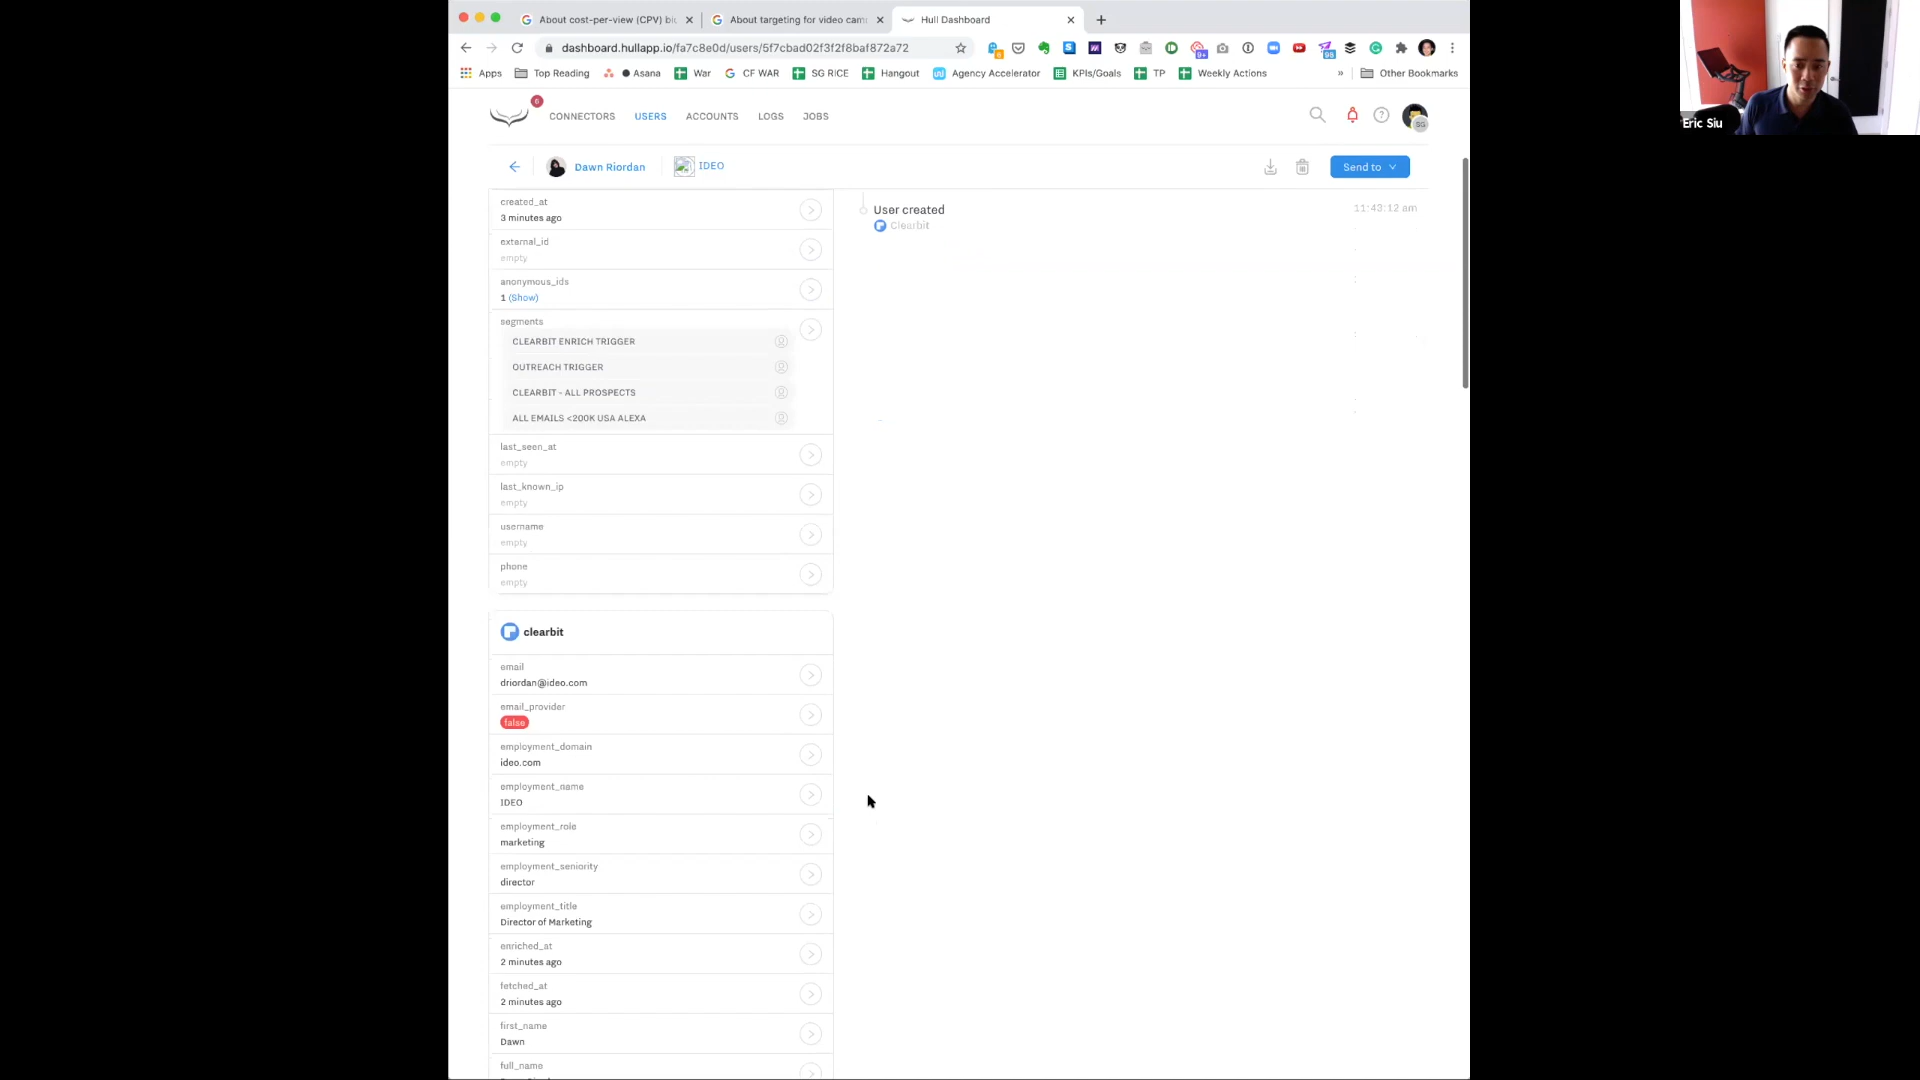 About cost-per-view (CPV) bi
About targeting for video cam
Hull Dashboard
dashboard.hullapp.io/fa7c8e0d/users/5f7cbad02f3f2f8baf872a72
Apps
Top Reading
Asana
War
CF WAR
SG RICE
Hangout
Agency Accelerator
KPIs/Goals
TP
Weekly Actions
»
Other Bookmarks
Eric Siu
6
CONNECTORS
USERS
ACCOUNTS
LOGS
JOBS
Dawn Riordan
IDEO
Send to
created_at
3 minutes ago
external_id
empty
anonymous_ids
1 (Show)
segments
CLEARBIT ENRICH TRIGGER
OUTREACH TRIGGER
CLEARBIT - ALL PROSPECTS
ALL EMAILS <200K USA ALEXA
last_seen_at
empty
last_known_ip
empty
username
empty
phone
empty
User created
11:43:12 am
Clearbit
clearbit
email
driordan@ideo.com
email_provider
false
employment_domain
ideo.com
employment_name
IDEO
employment_role
marketing
employment_seniority
director
employment_title
Director of Marketing
enriched_at
2 minutes ago
fetched_at
2 minutes ago
first_name
Dawn
full_name